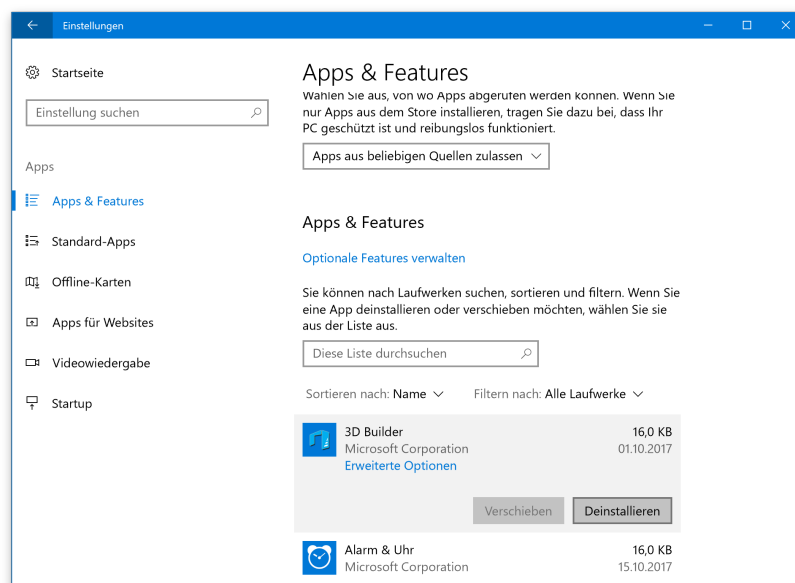 Einstellungen
Startseite
Einstellung suchen
Apps
Apps & Features
Standard-Apps
Offline-Karten
Apps für Websites
Videowiedergabe
Startup
Apps & Features
Wählen Sie aus, von wo Apps abgerufen werden können. Wenn Sie
nur Apps aus dem Store installieren, tragen Sie dazu bei, dass Ihr
PC geschützt ist und reibungslos funktioniert.
Apps aus beliebigen Quellen zulassen
Apps & Features
Optionale Features verwalten
Sie können nach Laufwerken suchen, sortieren und filtern. Wenn Sie
eine App deinstallieren oder verschieben möchten, wählen Sie sie
aus der Liste aus.
Diese Liste durchsuchen
Sortieren nach: Name Filtern nach: Alle Laufwerke
3D Builder 16,0 KB
Microsoft Corporation 01.10.2017
Erweiterte Optionen
Verschieben Deinstallieren
Alarm & Uhr 16,0 KB
Microsoft Corporation 15.10.2017